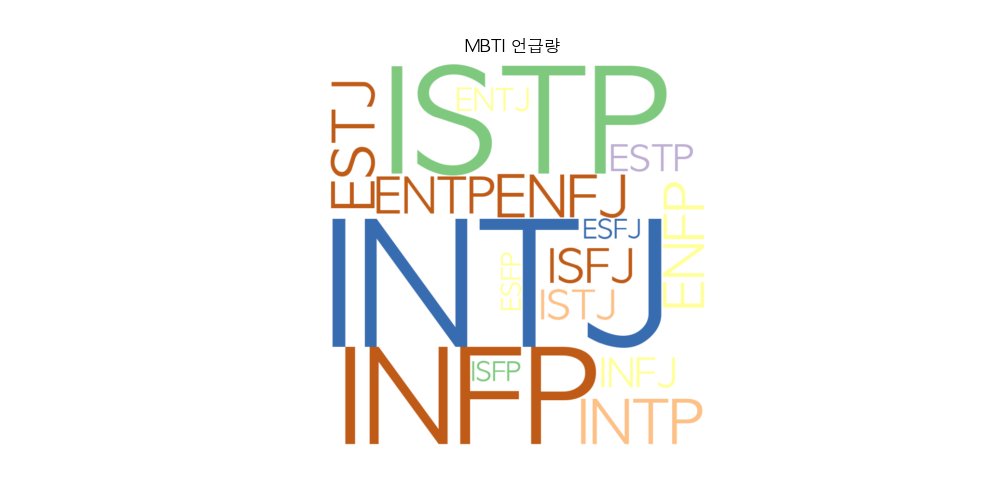 MBTI 언급량
ISTP
ENTJ
ESTJ
ESTP
ENTP
ENFJ
ENFP
INTJ
ESFJ
ISFJ
ESFP
ISTJ
INFP
ISFP
INFJ
INTP